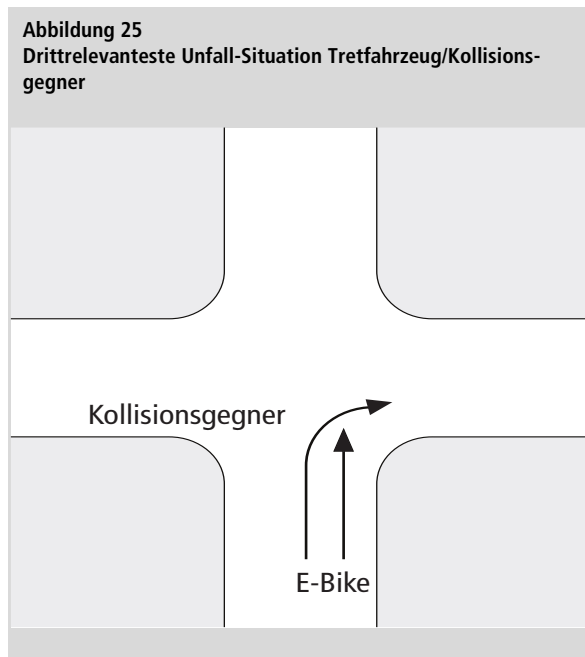 Abbildung 25
Drittrelevanteste Unfall-Situation Tretfahrzeug/Kollisions-
gegner
Kollisionsgegner
E-Bike